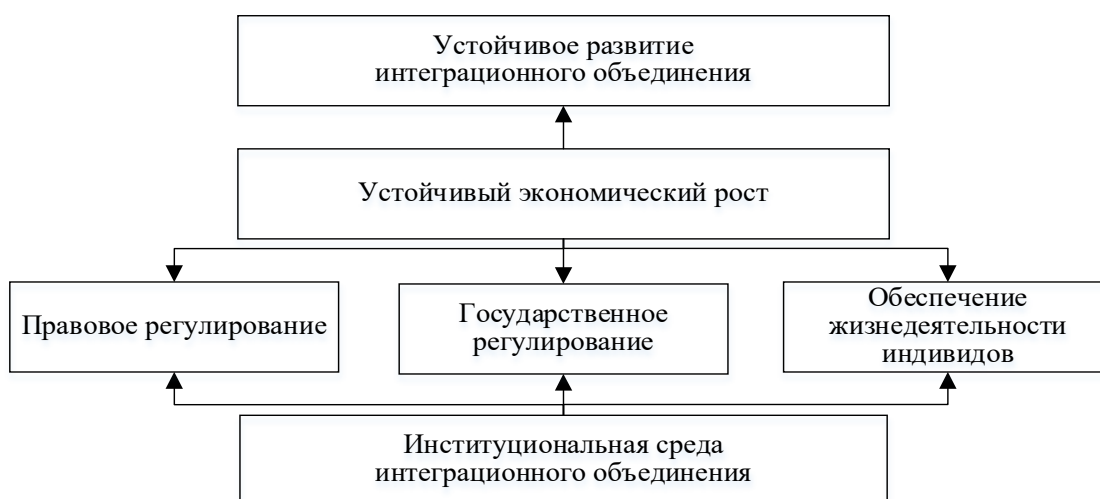 Устойчивое развитие
интеграционного объединения
Устойчивый экономический рост
Правовое регулирование
Государственное
регулирование
Обеспечение
жизнедеятельности
индивидов
Институциональная среда
интеграционного объединения